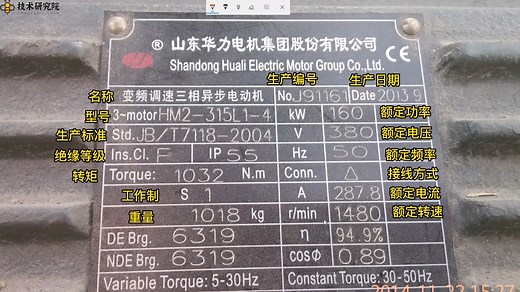 技术研究院
® 山东华力电机集团股份有限公司
Shandong Huali Electric Motor Group Co.,Ltd.
CE
生产编号 生产日期
名称 变频调速三相异步电动机 No. J91161 Date 2013.9
型号 3-motor HM2-315L1-4 kW 160 额定功率
生产标准 Std. JB/T7118-2004 V 380 额定电压
绝缘等级 Ins.Cl. F IP 55 Hz 50 额定频率
转矩 Torque: 1032 N.m Conn. △ 接线方式
工作制 S 1 A 287.8 额定电流
重量 1018 kg r/min 1480 额定转速
DE Brg. 6319 η 94.9%
NDE Brg. 6319 cosΦ 0.89
Variable Torque: 5-30Hz Constant Torque: 30-50Hz
2014-11-22 15:27